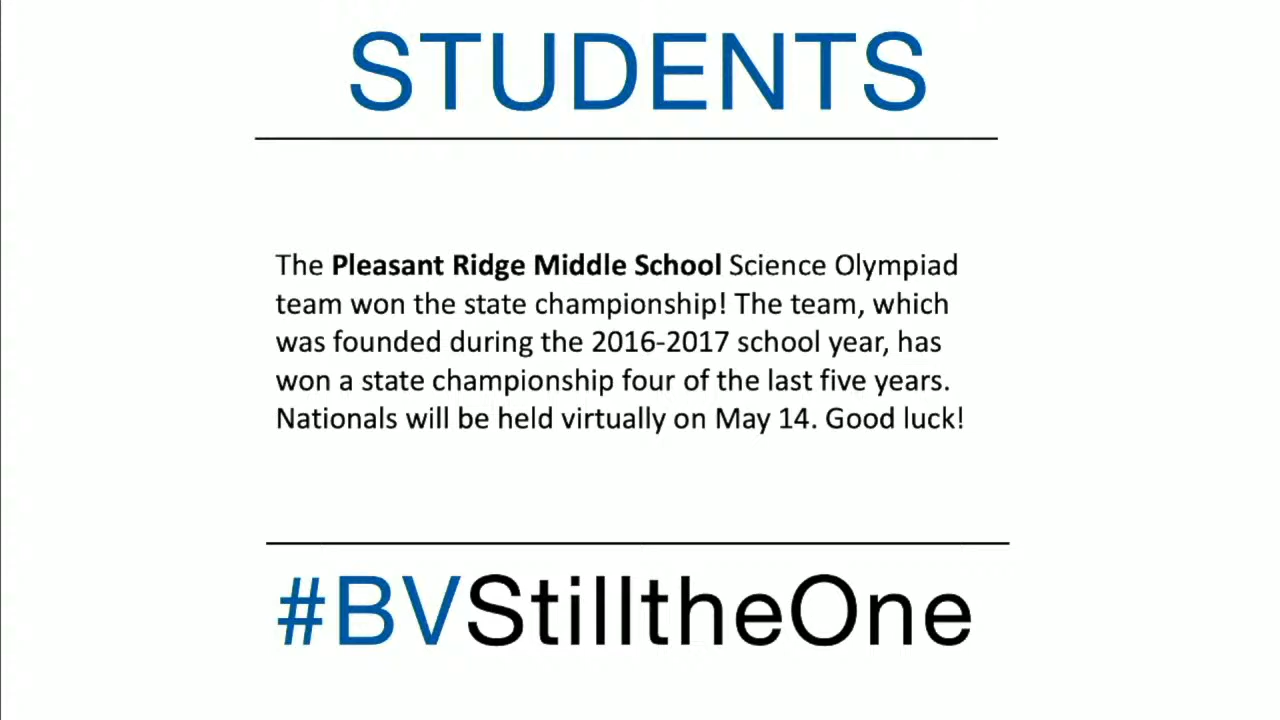 STUDENTS
The Pleasant Ridge Middle School Science Olympiad
team won the state championship! The team, which
was founded during the 2016-2017 school year, has
won a state championship four of the last five years.
Nationals will be held virtually on May 14. Good luck!
#BVStilltheOne